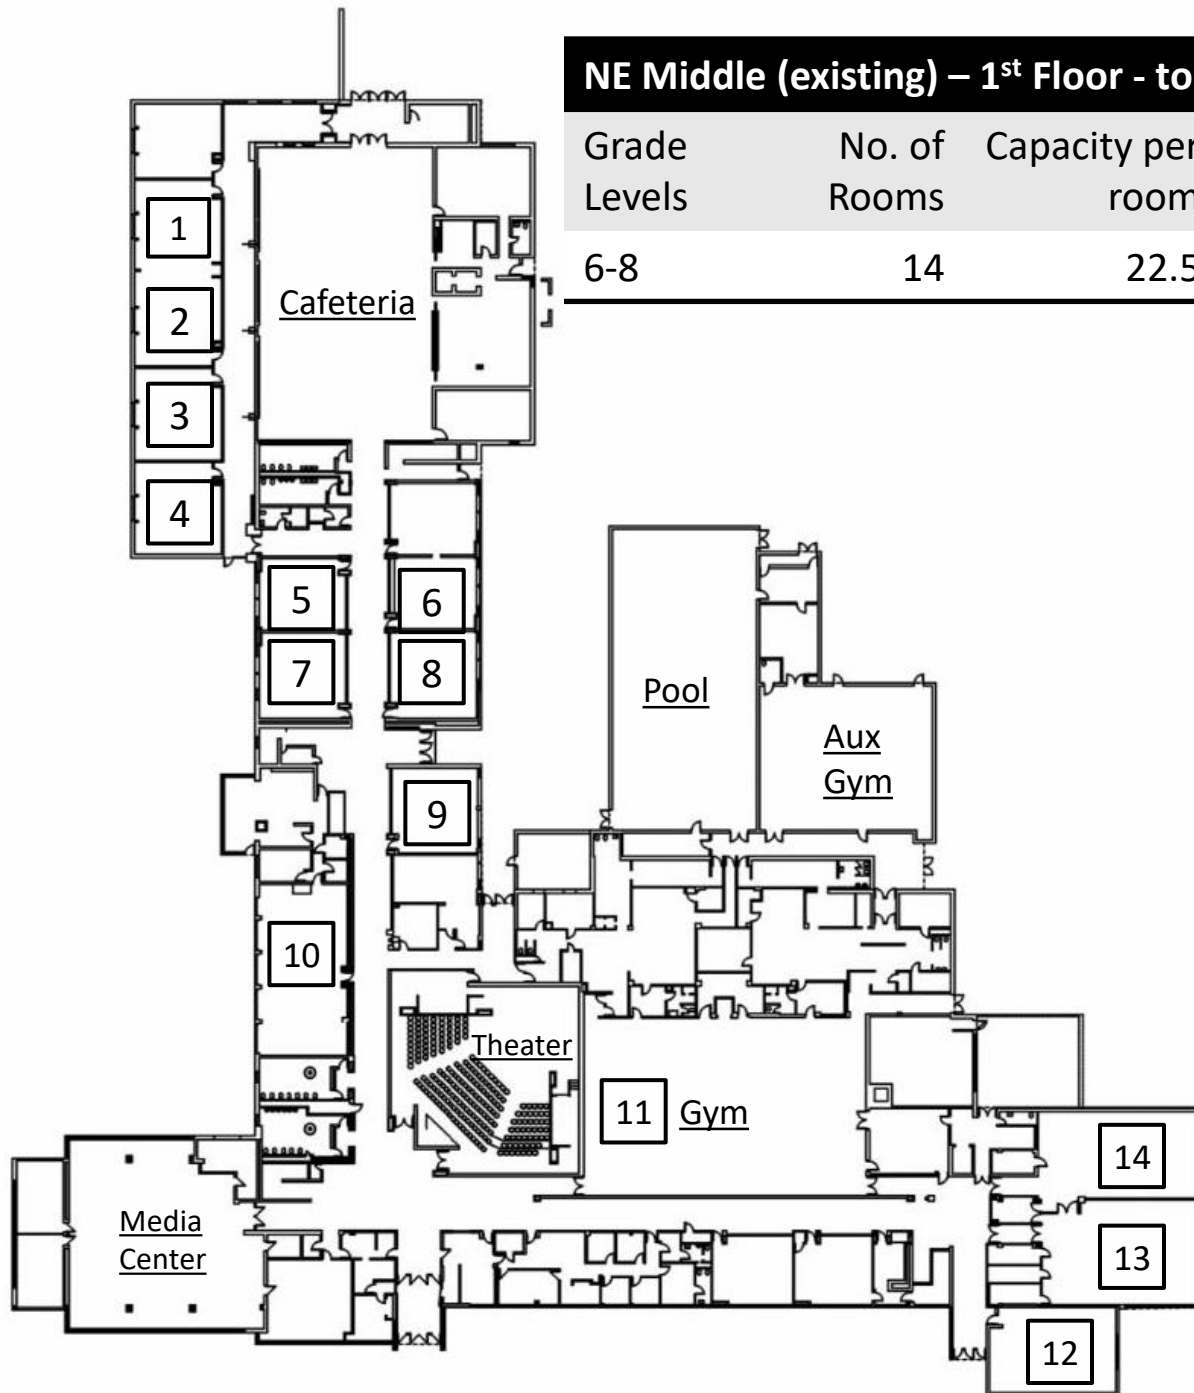 NE Middle (existing) – 1st Floor - to
Grade Levels
No. of Rooms
Capacity per room
6-8 14 22.5
1
2
Cafeteria
3
4
5
6
7
8
Pool
Aux
Gym
9
10
Theater
11
Gym
14
Media
Center
13
12